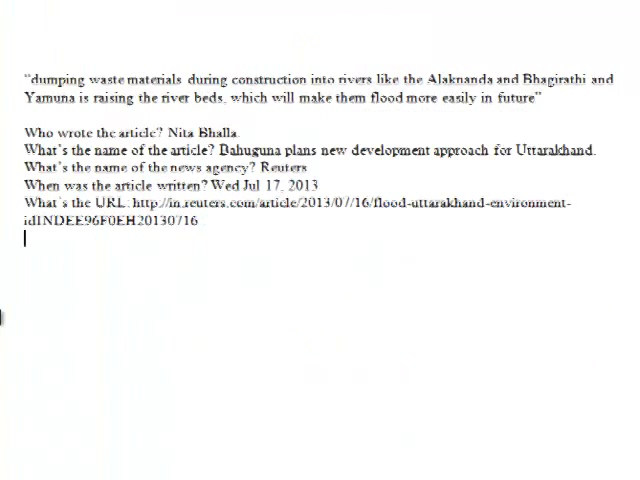 "dumping waste materials during construction into rivers like the Alaknanda and Bhagirathi and
Yamuna is raising the river beds, which will make them flood more easily in future"
Who wrote the article? Nita Bhalla.
What's the name of the article? Bahuguna plans new development approach for Uttarakhand.
What's the name of the news agency? Reuters
When was the article written? Wed Jul 17, 2013
What's the URL: http://in.reuters.com/article/2013/07/16/flood-uttarakhand-environment-
idINDEE96F0EH20130716